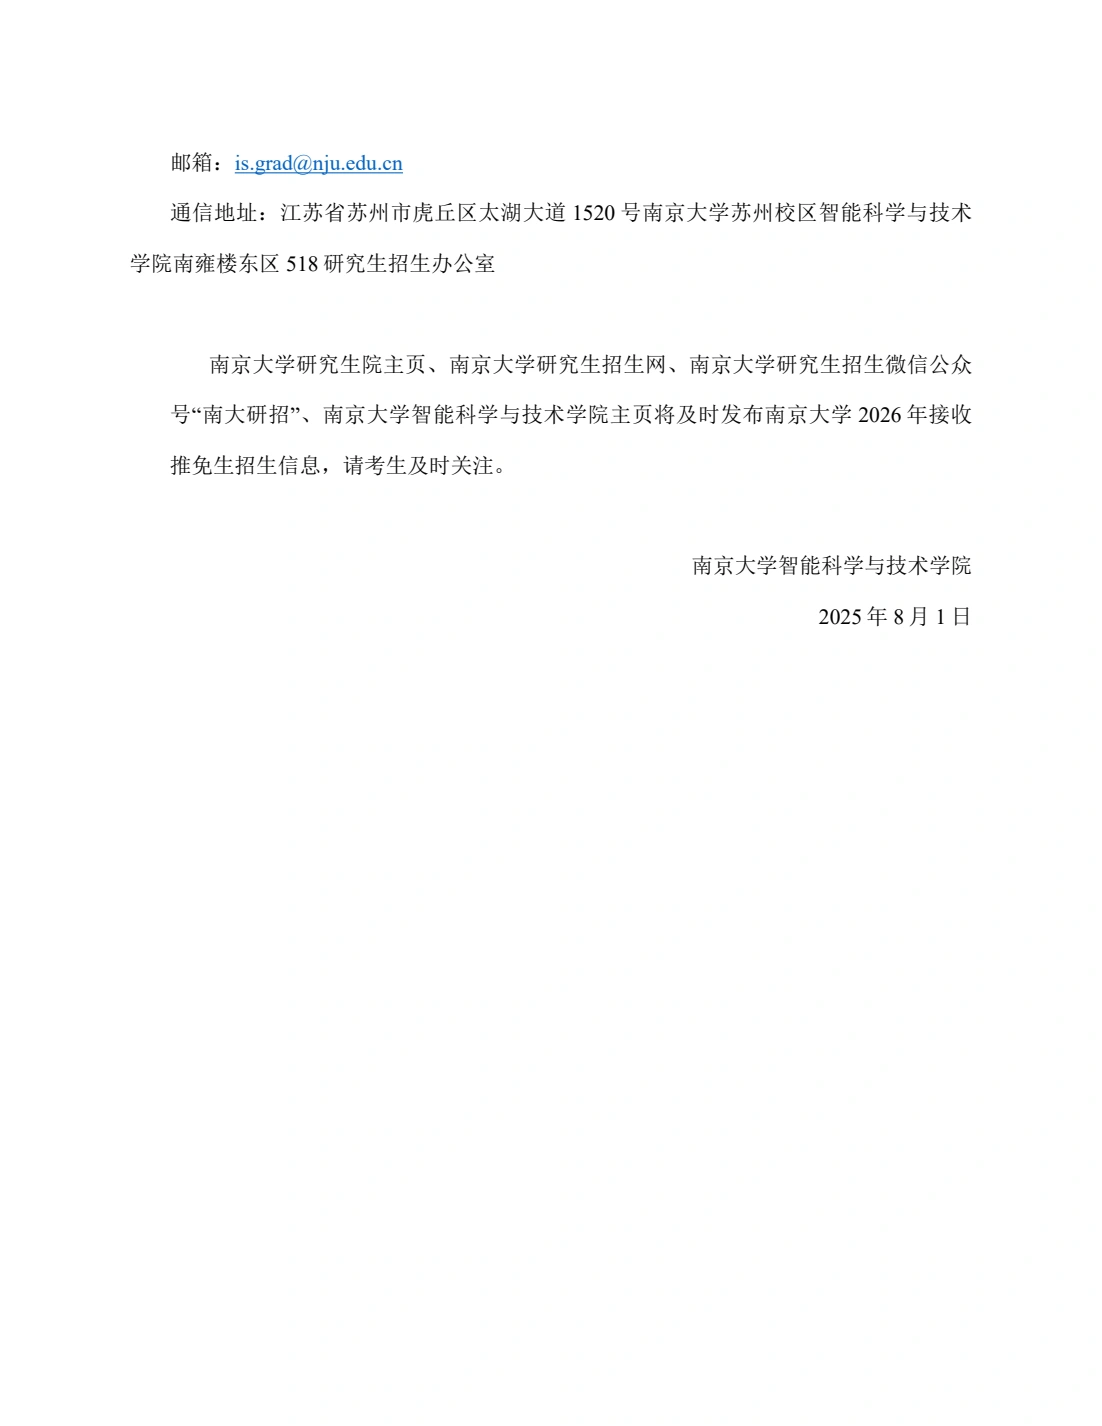 邮箱：is.grad@nju.edu.cn
通信地址：江苏省苏州市虎丘区太湖大道 1520 号南京大学苏州校区智能科学与技术
学院南雍楼东区 518 研究生招生办公室
南京大学研究生院主页、南京大学研究生招生网、南京大学研究生招生微信公众
号“南大研招”、南京大学智能科学与技术学院主页将及时发布南京大学 2026 年接收
推免生招生信息，请考生及时关注。
南京大学智能科学与技术学院
2025 年 8 月 1 日